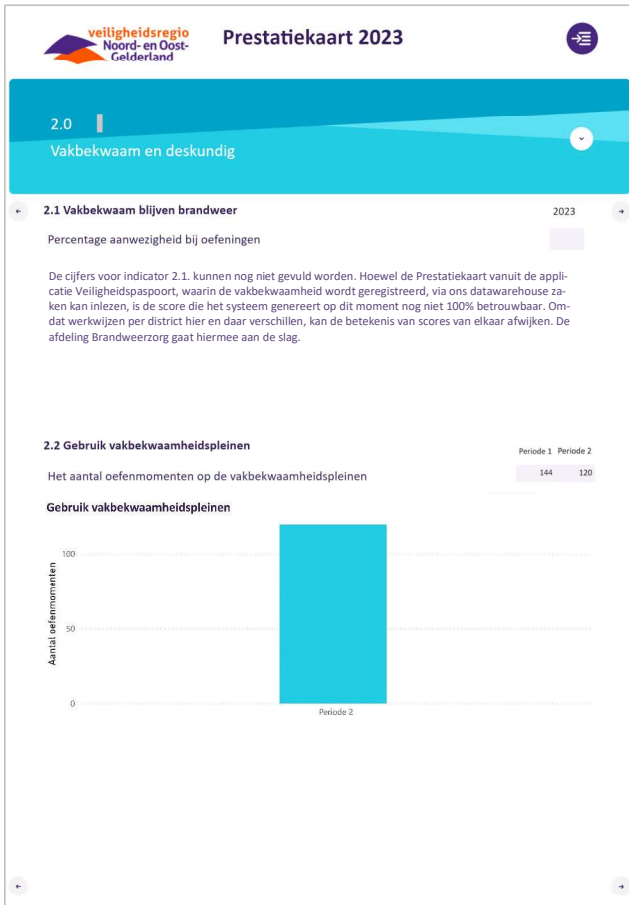 veiligheidsregio
Noord- en Oost-
Gelderland
Prestatiekaart 2023
2.0
Vakbekwaam en deskundig
2.1 Vakbekwaam blijven brandweer
2023
Percentage aanwezigheid bij oefeningen
De cijfers voor indicator 2.1. kunnen nog niet gevuld worden. Hoewel de Prestatiekaart vanuit de appli-
catie Veiligheidspaspoort, waarin de vakbekwaamheid wordt geregistreerd, via ons datawarehouse za-
ken kan inlezen, is de score die het systeem genereert op dit moment nog niet 100% betrouwbaar. Om-
dat werkwijzen per district hier en daar verschillen, kan de betekenis van scores van elkaar afwijken. De
afdeling Brandweerzorg gaat hiermee aan de slag.
2.2 Gebruik vakbekwaamheidspleinen
Periode 1 Periode 2
Het aantal oefenmomenten op de vakbekwaamheidspleinen
144 120
Gebruik vakbekwaamheidspleinen
Aantal oefenmomenten
100
50
0
Periode 2